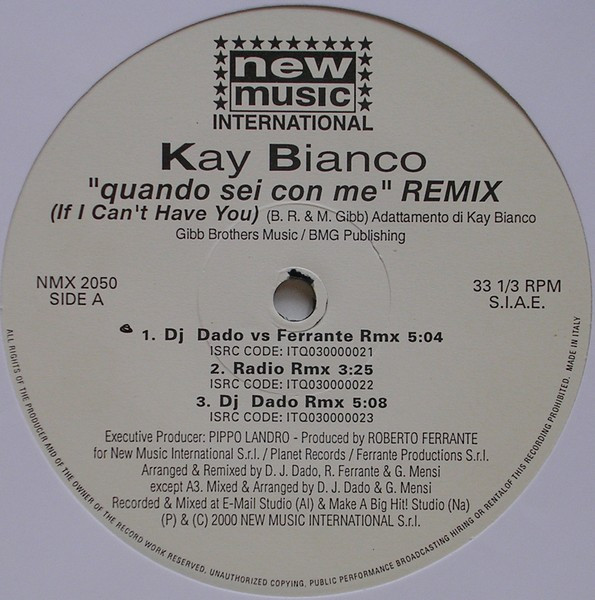 new
music
INTERNATIONAL
Kay Bianco
"quando sei con me" REMIX
(If I Can't Have You) (B. R. & M. Gibb) Adattamento di Kay Bianco
Gibb Brothers Music / BMG Publishing
NMX 2050
SIDE A
33 1/3 RPM
S.I.A.E.
1. Dj Dado vs Ferrante Rmx 5:04
ISRC CODE: ITQ030000021
2. Radio Rmx 3:25
ISRC CODE: ITQ030000022
3. Dj Dado Rmx 5:08
ISRC CODE: ITQ030000023
Executive Producer: PIPPO LANDRO - Produced by ROBERTO FERRANTE
for New Music International S.r.l. / Planet Records / Ferrante Productions S.r.l.
Arranged & Remixed by D. J. Dado, R. Ferrante & G. Mensi
except A3. Mixed & Arranged by D. J. Dado & G. Mensi
Recorded & Mixed at E-Mail Studio (Al) & Make A Big Hit! Studio (Na)
(P) & (C) 2000 NEW MUSIC INTERNATIONAL S.r.l.
ALL RIGHTS OF THE PRODUCER AND OF THE OWNER OF THE RECORD WORK RESERVED. UNAUTHORIZED COPYING, PUBLIC PERFORMANCE BROADCASTING HIRING OR RENTALOF THIS RECORDING PROHIBITED. MADE IN ITALY